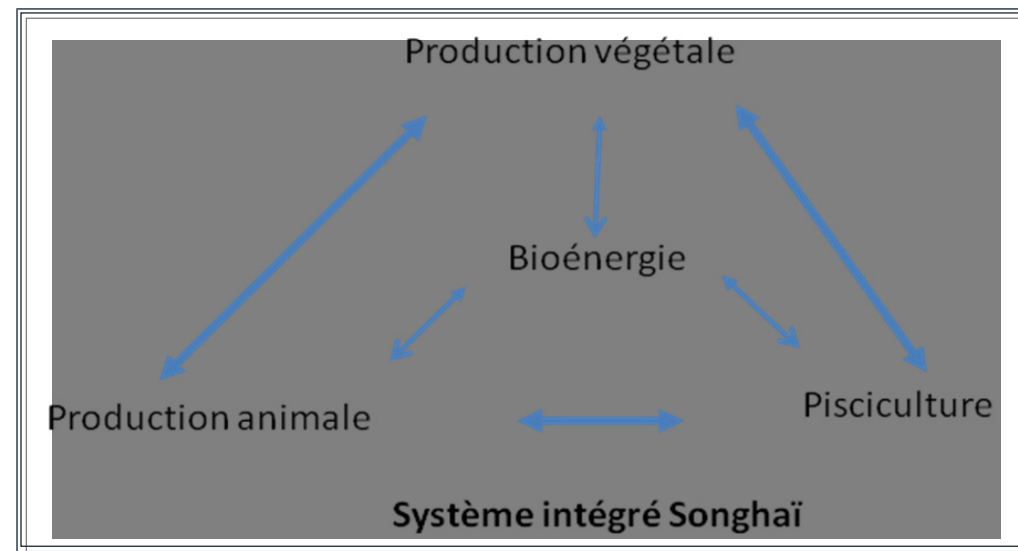 Production végétale
Bioénergie
Production animale
Pisciculture
Système intégré Songhaï